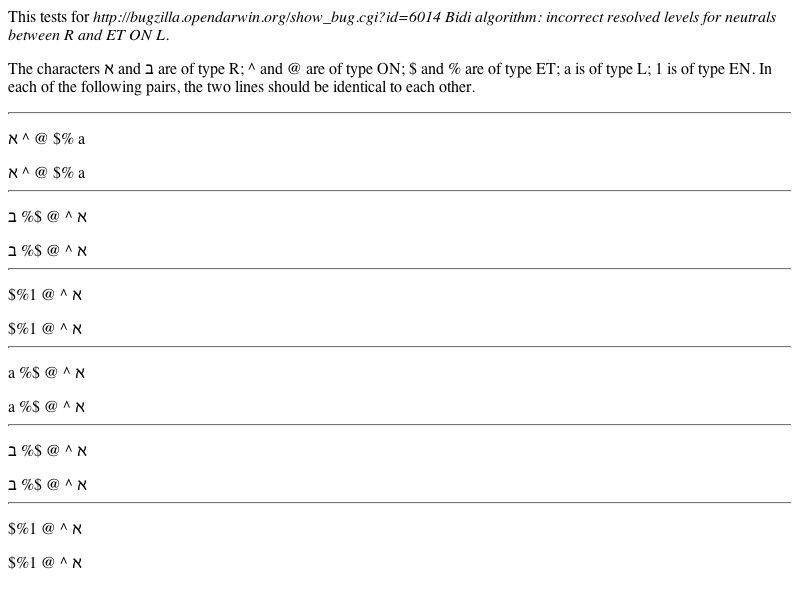 This tests for http://bugzilla.opendarwin.org/show_bug.cgi?id=6014 Bidi algorithm: incorrect resolved levels for neutrals
between R and ET ON L.
The characters א and ב are of type R; ^ and @ are of type ON; $ and % are of type ET; a is of type L; 1 is of type EN. In
each of the following pairs, the two lines should be identical to each other.
א ^ @ $% a
א ^ @ $% a
א ^ @ $% ב
א ^ @ $% ב
א ^ @ $%1
א ^ @ $%1
א ^ @ $% a
א ^ @ $% a
א ^ @ $% ב
א ^ @ $% ב
א ^ @ $%1
א ^ @ $%1